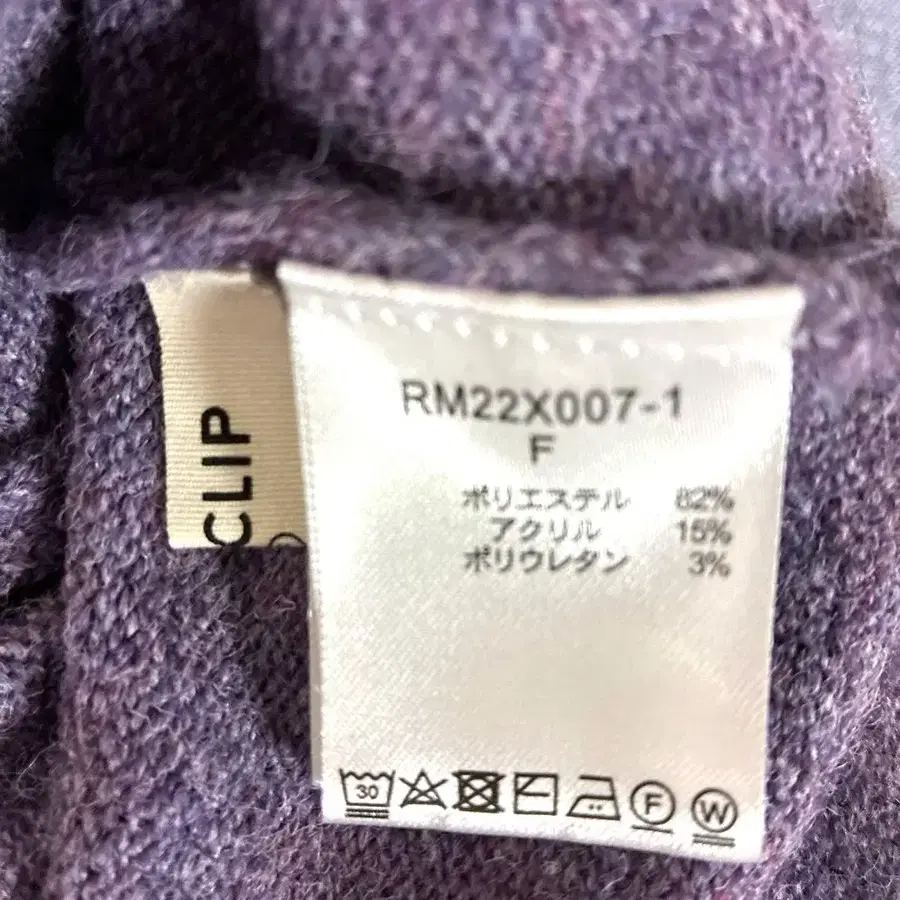 CLIP
RM22X007-1
F
ポリエステル 82%
アクリル 15%
ポリウレタン 3%
30
F
W